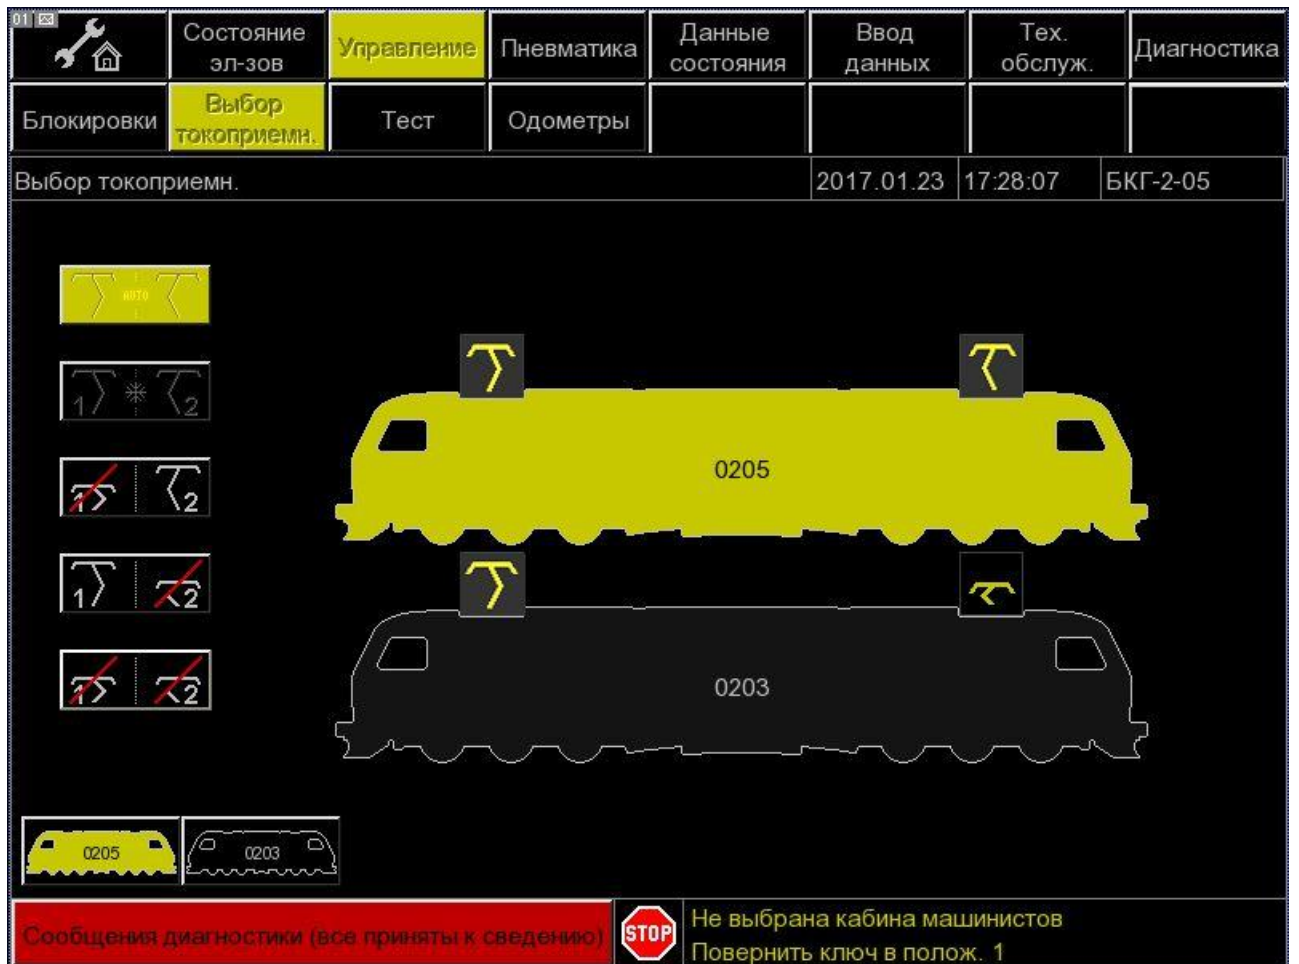 01
Состояние
эл-зов
Управление
Пневматика
Данные
состояния
Ввод
данных
Тех.
обслуж.
Диагностика
Блокировки
Выбор
токоприемн.
Тест
Одометры
Выбор токоприемн.
2017.01.23
17:28:07
БКГ-2-05
АВТО
1 2
1 2
0205
1 2
1 2
0203
0205
0203
Сообщения диагностики (все приняты к сведению)
STOP
Не выбрана кабина машинистов
Повернить ключ в полож. 1